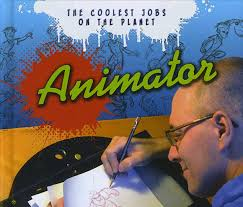 THE COOLEST JOBS
ON THE PLANET
Animator